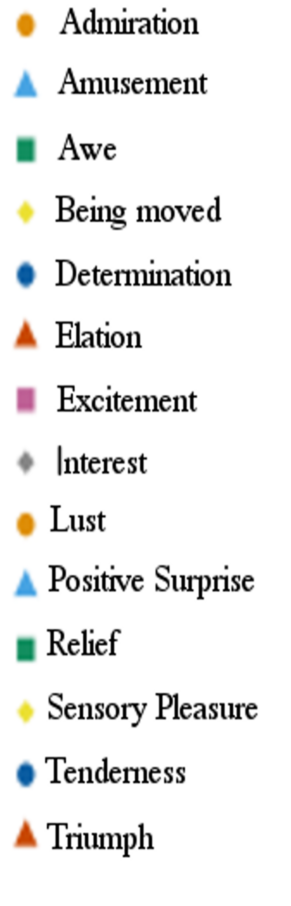 Admiration
Amusement
Awe
Being moved
Determination
Elation
Excitement
Interest
Lust
Positive Surprise
Relief
Sensory Pleasure
Tenderness
Triumph